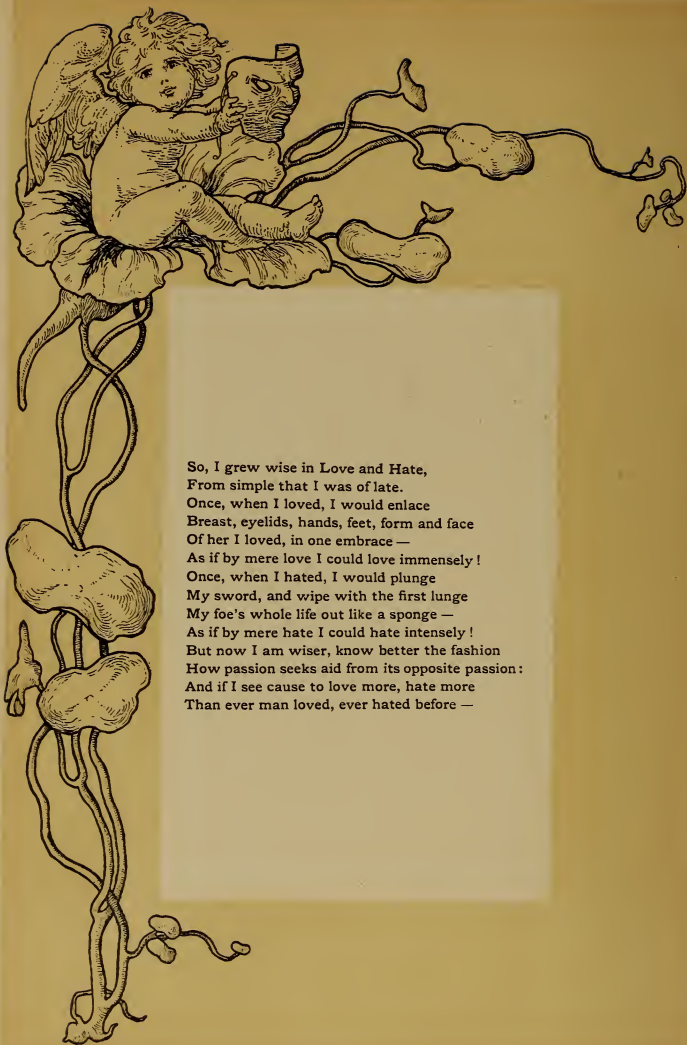 So, I grew wise in Love and Hate,
From simple that I was of late.
Once, when I loved, I would enlace
Breast, eyelids, hands, feet, form and face
Of her I loved, in one embrace —
As if by mere love I could love immensely!
Once, when I hated, I would plunge
My sword, and wipe with the first lunge
My foe's whole life out like a sponge —
As if by mere hate I could hate intensely!
But now I am wiser, know better the fashion
How passion seeks aid from its opposite passion:
And if I see cause to love more, hate more
Than ever man loved, ever hated before —